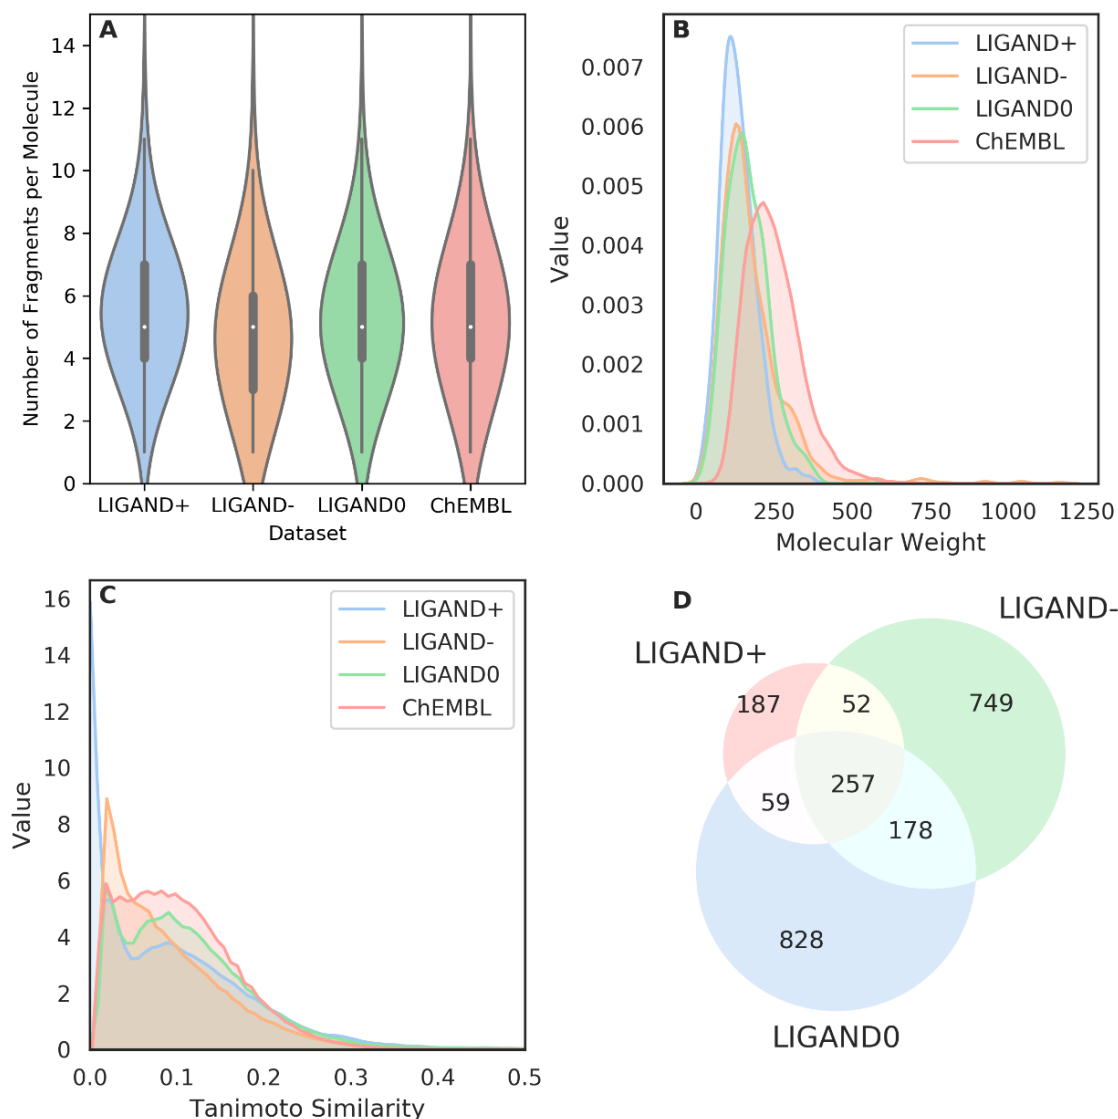 A
Number of Fragments per Molecule
14
12
10
8
6
4
2
0
LIGAND+ LIGAND- LIGAND0 ChEMBL
Dataset
B
LIGAND+
LIGAND-
LIGAND0
ChEMBL
Value
0.007
0.006
0.005
0.004
0.003
0.002
0.001
0.000
0 250 500 750 1000 1250
Molecular Weight
C
LIGAND+
LIGAND-
LIGAND0
ChEMBL
Value
16
14
12
10
8
6
4
2
0
0.0 0.1 0.2 0.3 0.4 0.5
Tanimoto Similarity
D
LIGAND-
LIGAND+
187 52 749
257
59
178
828
LIGAND0